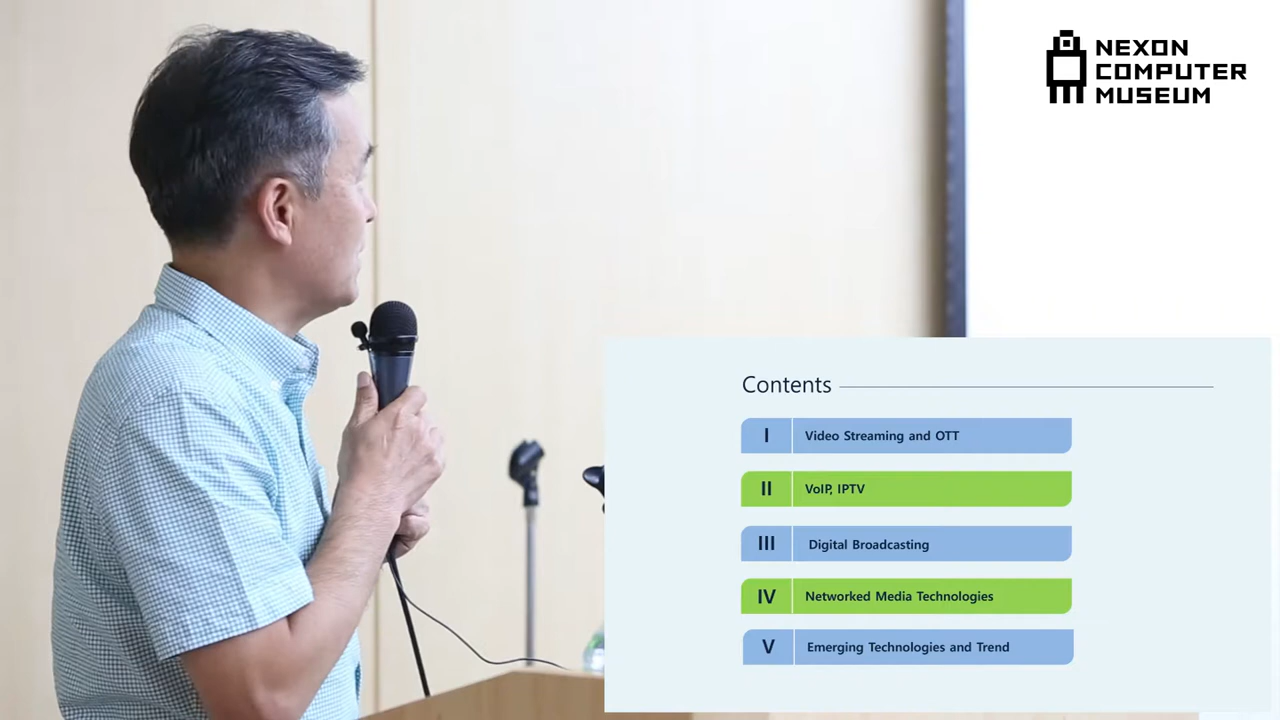 NEXON
COMPUTER
MUSEUM
Contents
I Video Streaming and OTT
II VoIP, IPTV
III Digital Broadcasting
IV Networked Media Technologies
V Emerging Technologies and Trend